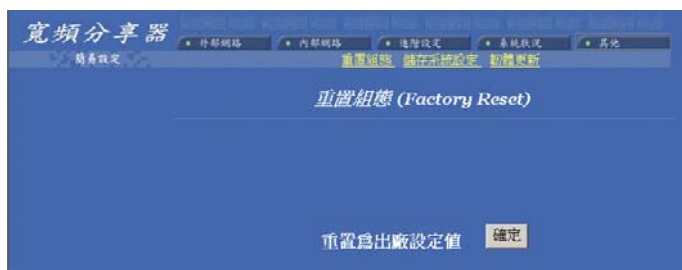 寬頻分享器
外部網路 內部網路 進階設定 系統狀況 其他
簡易設定
重置組態 儲存系統設定 韌體更新
重置組態 (Factory Reset)
重置爲出廠設定值 確定